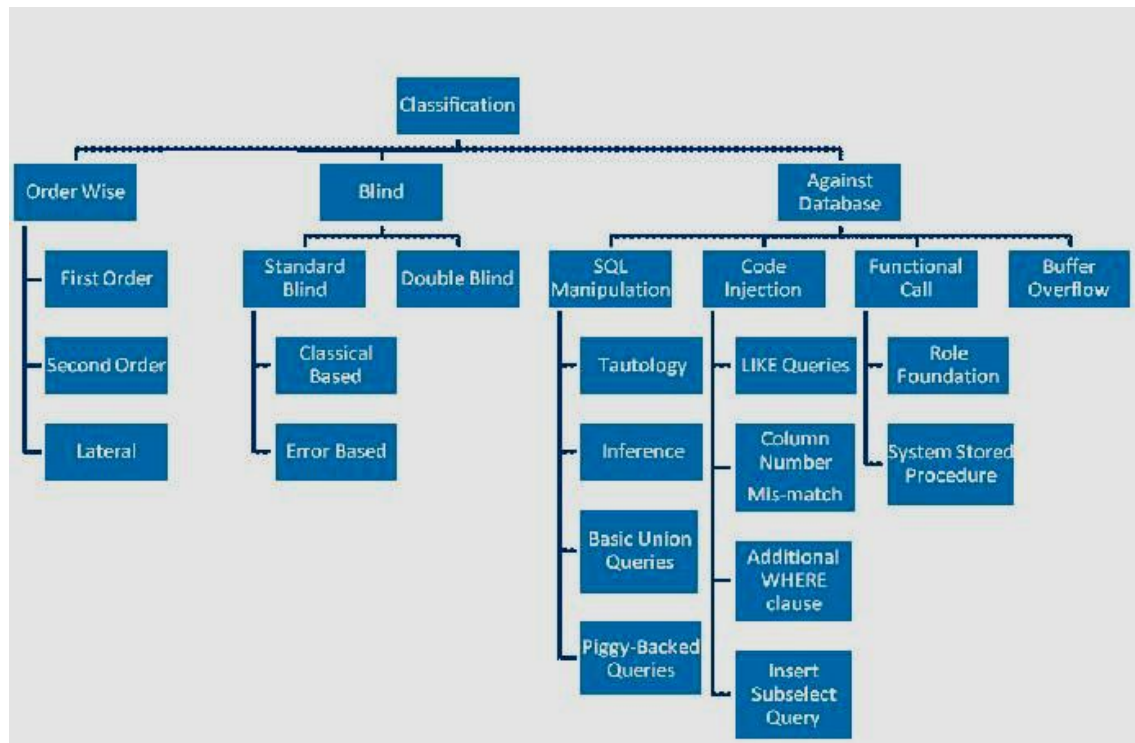 Classification
Order Wise
Blind
Against
Database
First Order
Second Order
Lateral
Standard
Blind
Double Blind
Classical
Based
Error Based
SQL
Manipulation
Code
Injection
Functional
Call
Buffer
Overflow
Tautology
Inference
Basic Union
Queries
Piggy-Backed
Queries
LIKE Queries
Column
Number
Mis-match
Additional
WHERE
clause
Insert
Subselect
Query
Role
Foundation
System Stored
Procedure